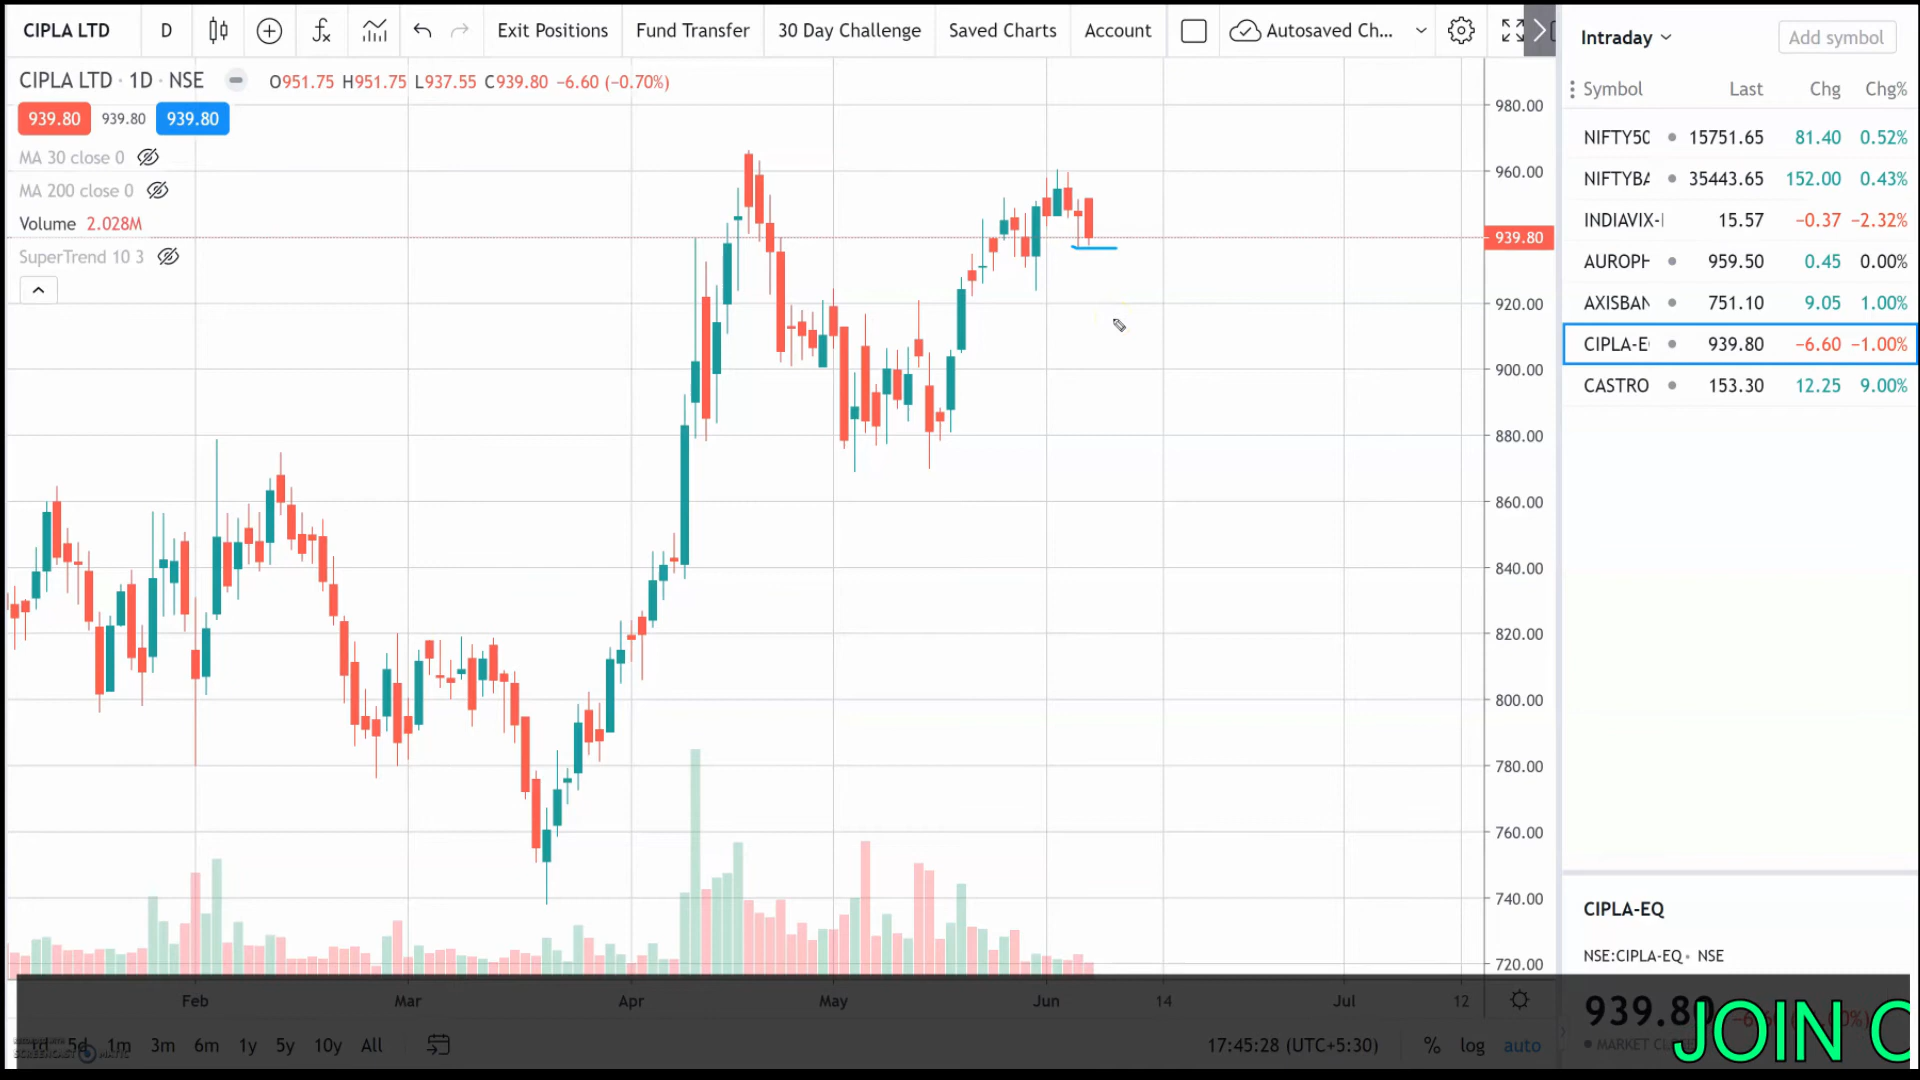 CIPLA LTD D Exit Positions Fund Transfer 30 Day Challenge Saved Charts Account Autosaved Ch...
CIPLA LTD · 1D · NSE O951.75 H951.75 L937.55 C939.80 −6.60 (−0.70%)
939.80 939.80 939.80
MA 30 close 0
MA 200 close 0
Volume 2.028M
SuperTrend 10 3
980.00
960.00
939.80
920.00
900.00
880.00
860.00
840.00
820.00
800.00
780.00
760.00
740.00
720.00
Feb Mar Apr May Jun 14 Jul 12
1d 5d 1m 3m 6m 1y 5y 10y All
17:45:28 (UTC+5:30) % log auto
Intraday Add symbol
Symbol Last Chg Chg%
NIFTY50 15751.65 81.40 0.52%
NIFTYBA 35443.65 152.00 0.43%
INDIAVIX-I 15.57 −0.37 −2.32%
AUROPH 959.50 0.45 0.00%
AXISBAN 751.10 9.05 1.00%
CIPLA-E 939.80 −6.60 −1.00%
CASTRO 153.30 12.25 9.00%
CIPLA-EQ
NSE:CIPLA-EQ • NSE
939.80
JOIN